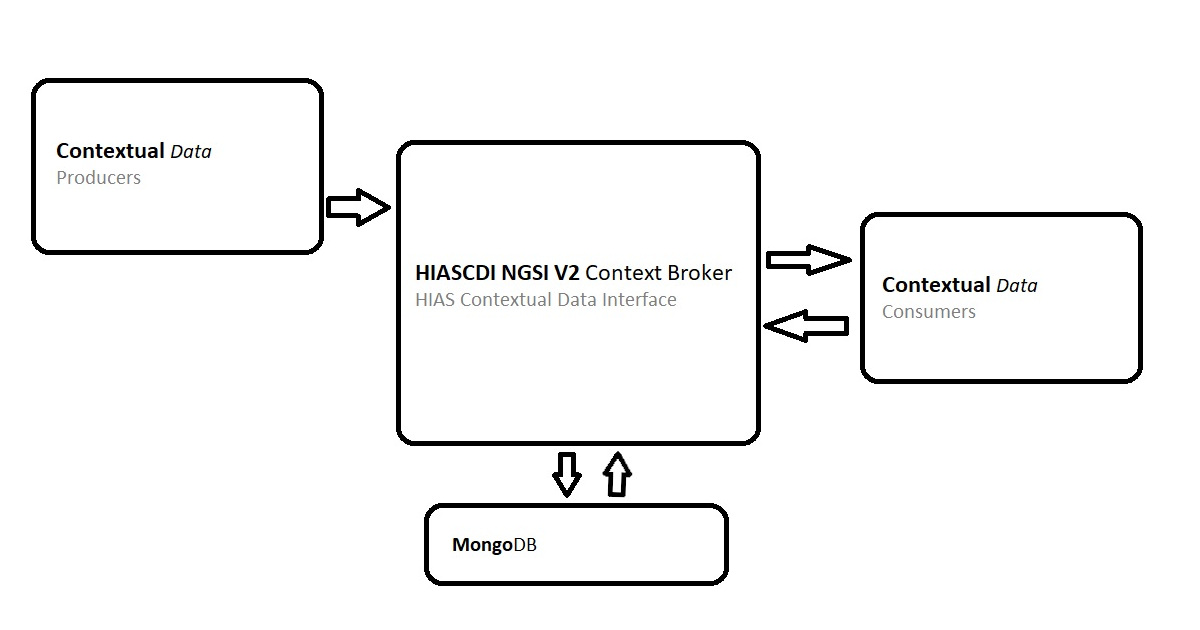 Contextual Data
Producers
HIASCDI NGSI V2 Context Broker
HIAS Contextual Data Interface
Contextual Data
Consumers
MongoDB